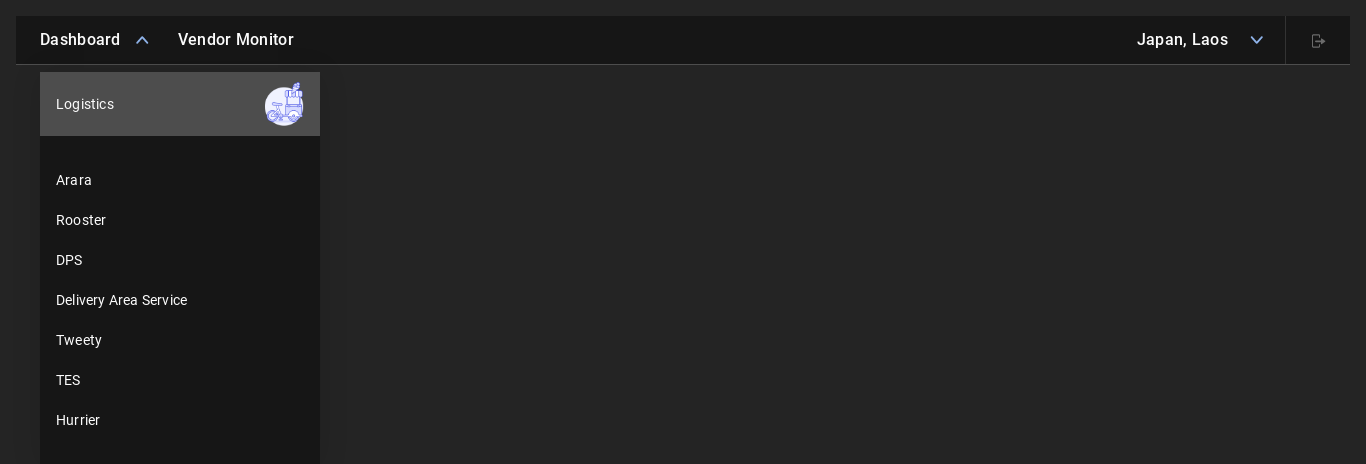 Dashboard Vendor Monitor Japan, Laos
Logistics
Arara
Rooster
DPS
Delivery Area Service
Tweety
TES
Hurrier